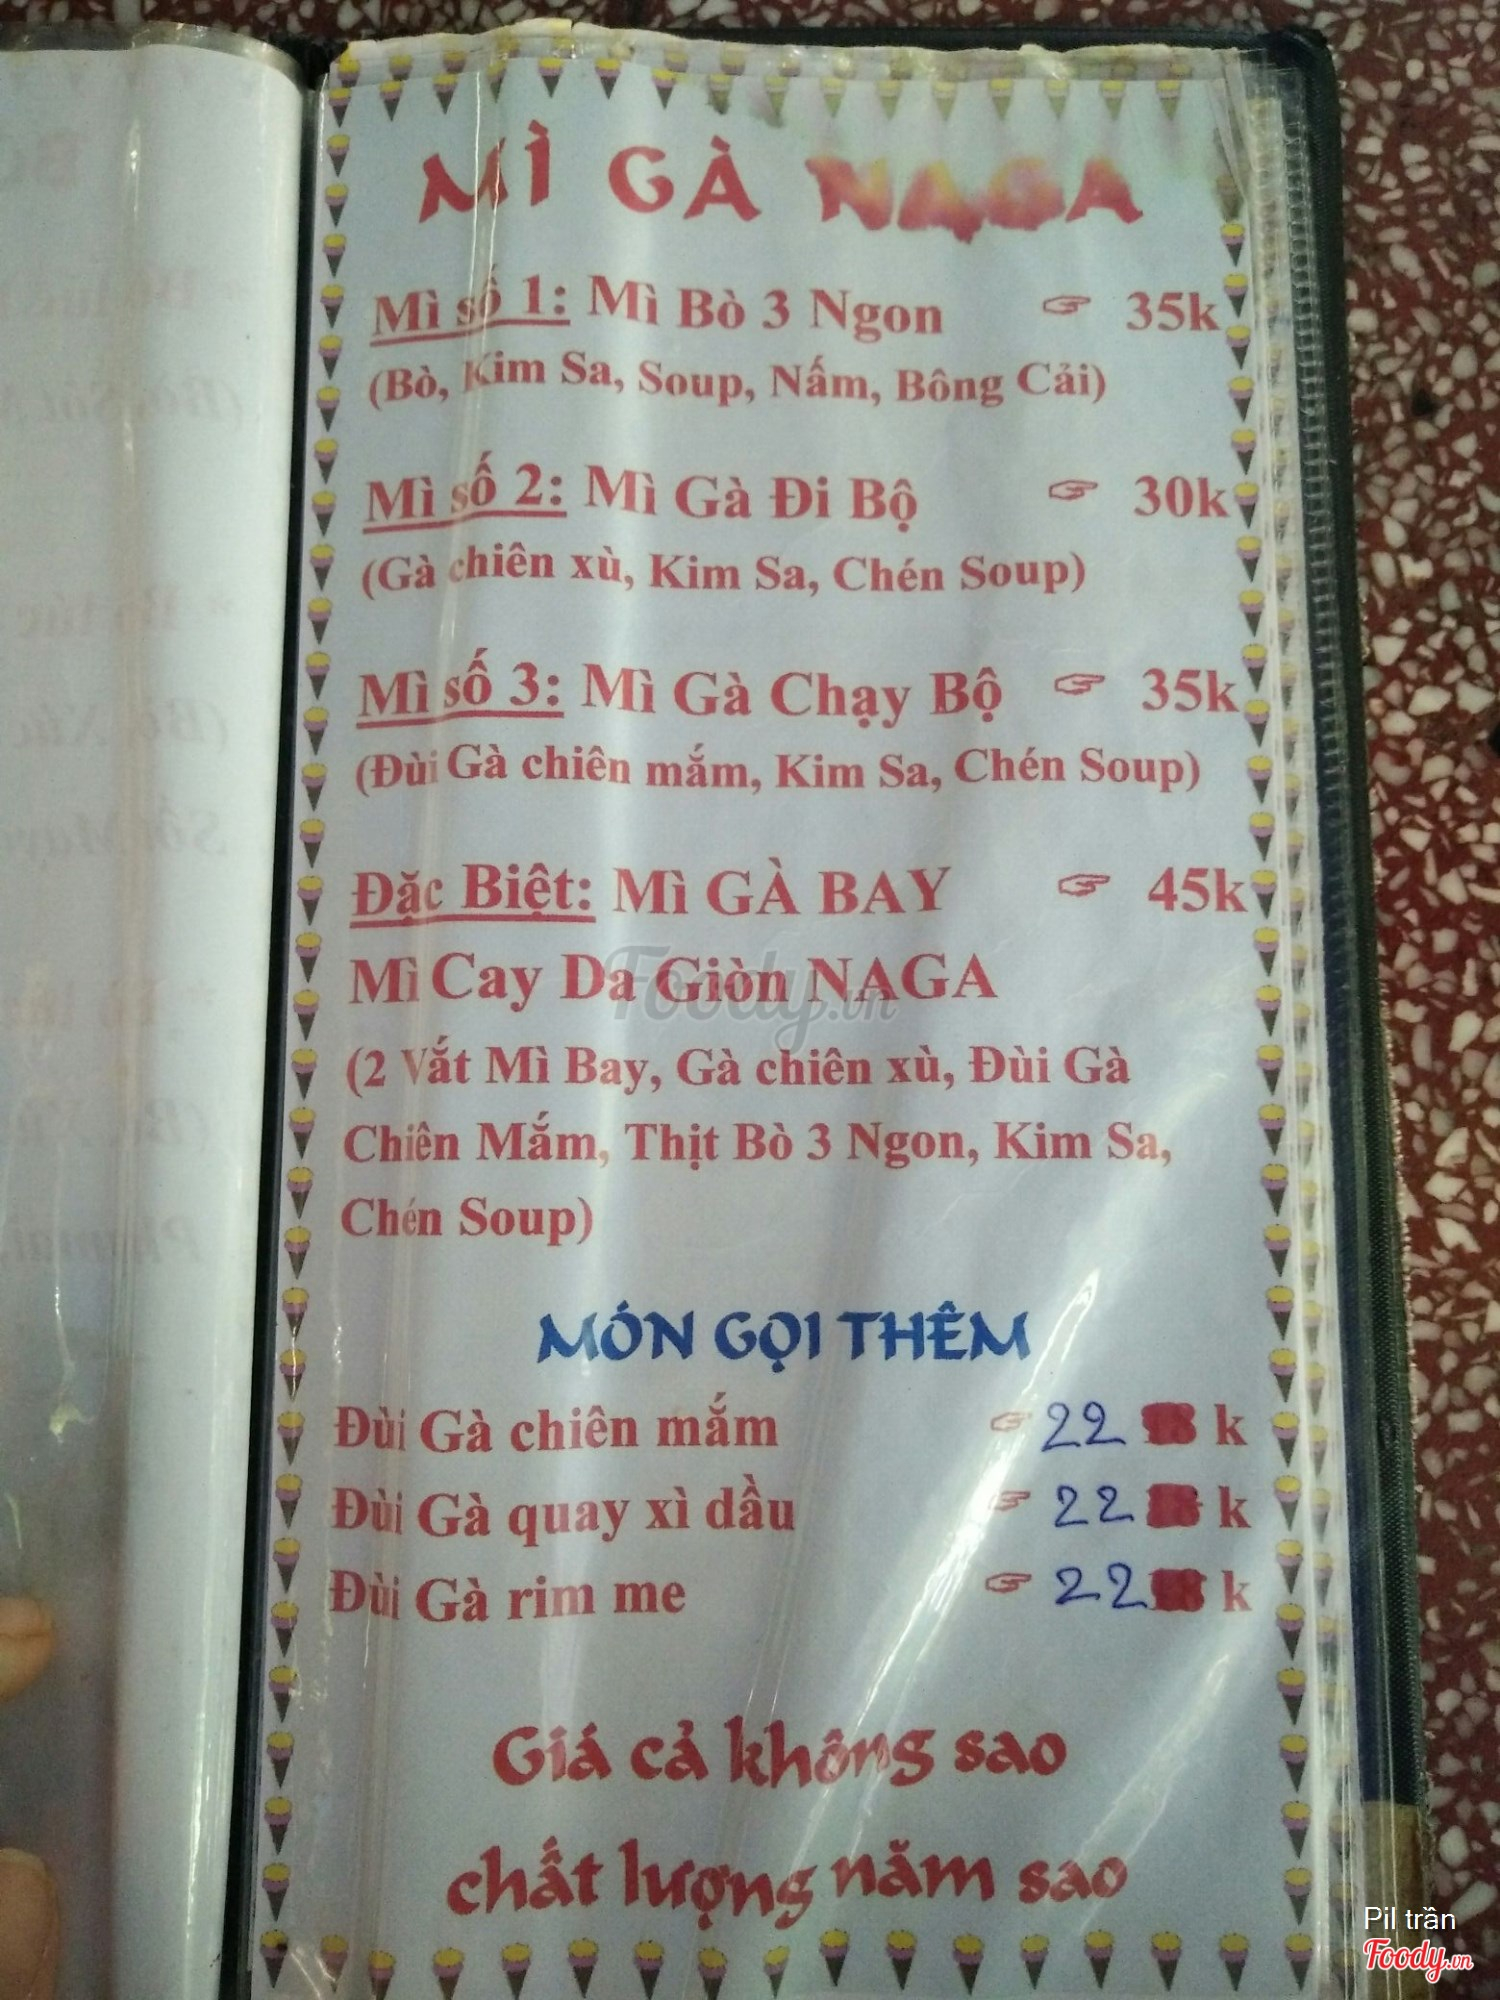 MÌ GÀ NAGA
Mì số 1: Mì Bò 3 Ngon ☞ 35k
(Bò, Kim Sa, Soup, Nấm, Bông Cải)
Mì số 2: Mì Gà Đi Bộ ☞ 30k
(Gà chiên xù, Kim Sa, Chén Soup)
Mì số 3: Mì Gà Chạy Bộ ☞ 35k
(Đùi Gà chiên mắm, Kim Sa, Chén Soup)
Đặc Biệt: Mì GÀ BAY ☞ 45k
Mì Cay Da Giòn NAGA
(2 Vắt Mì Bay, Gà chiên xù, Đùi Gà
Chiên Mắm, Thịt Bò 3 Ngon, Kim Sa,
Chén Soup)
MÓN GỌI THÊM
Đùi Gà chiên mắm ☞ 22 k
Đùi Gà quay xì dầu ☞ 22 k
Đùi Gà rim me ☞ 22 k
Giá cả không sao
chất lượng năm sao
Foody.vn
Pil trần
Foody.vn